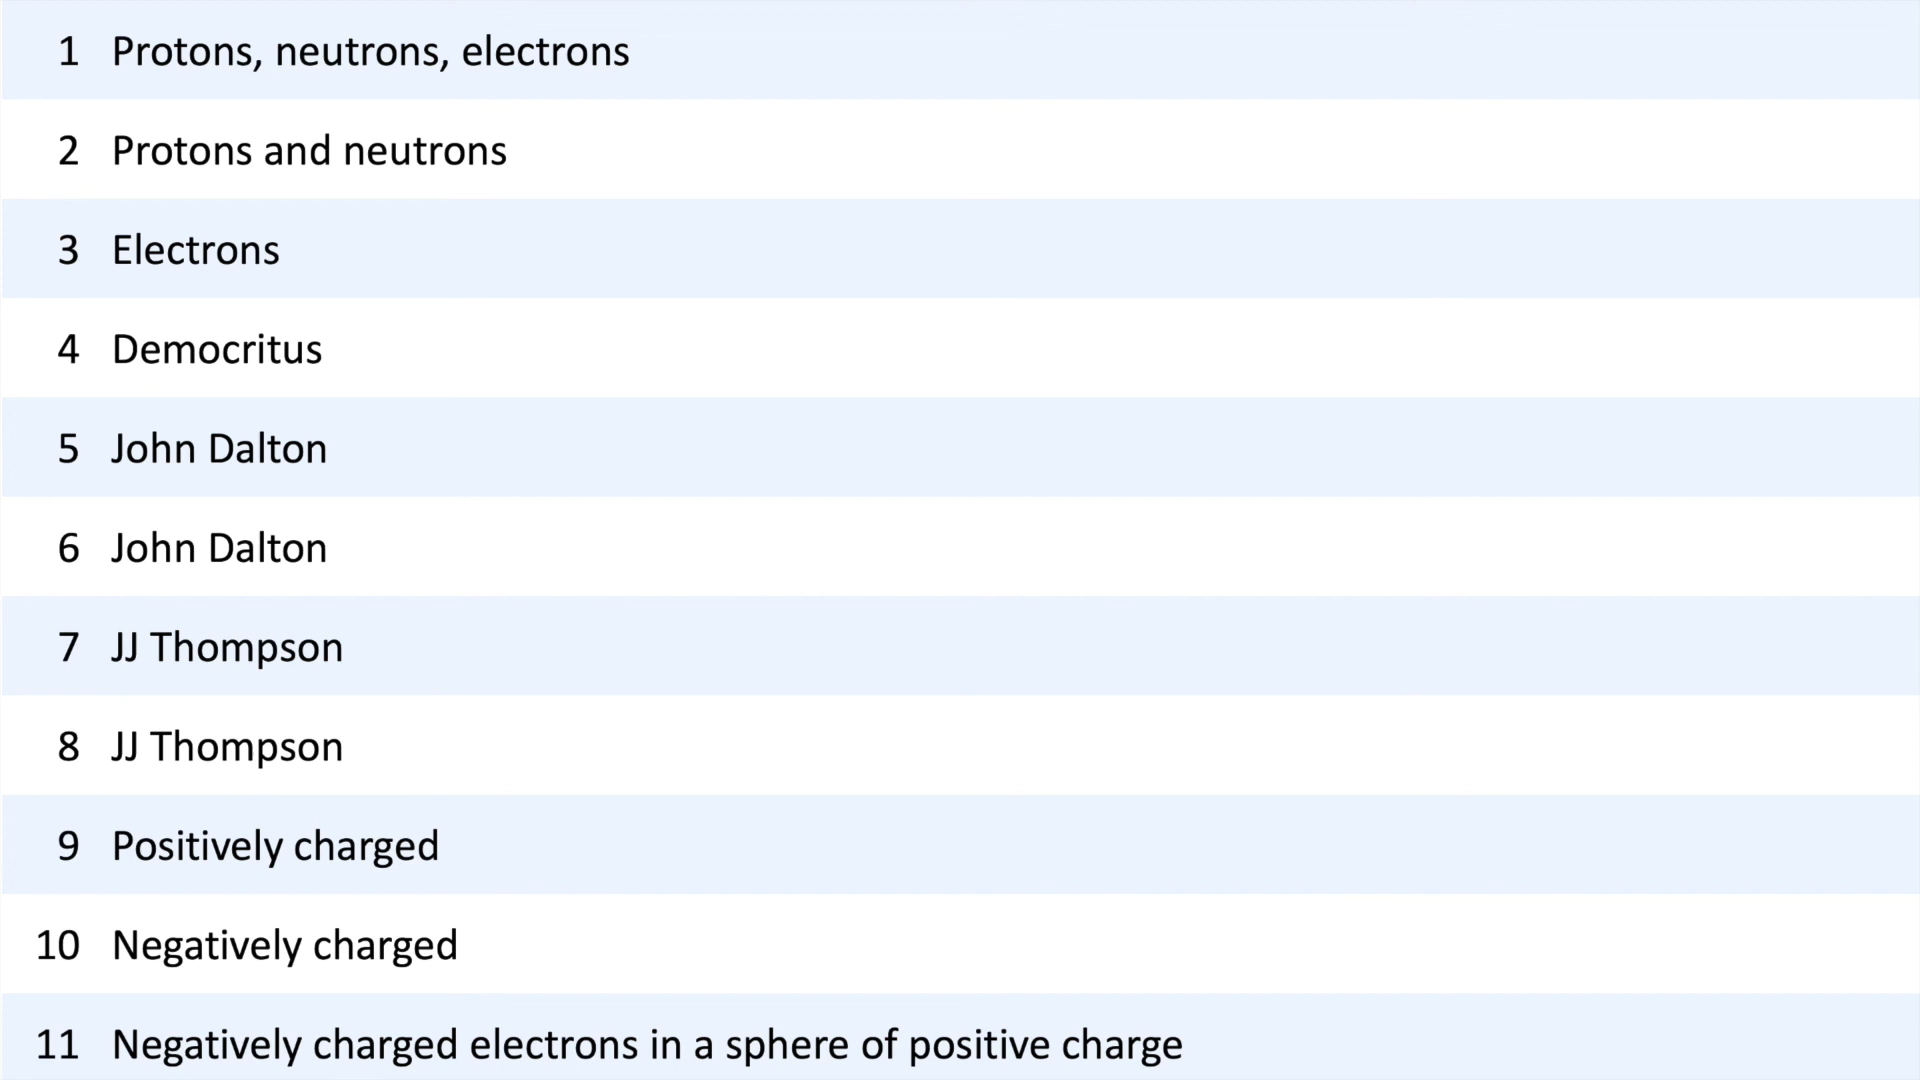 1 Protons, neutrons, electrons
2 Protons and neutrons
3 Electrons
4 Democritus
5 John Dalton
6 John Dalton
7 JJ Thompson
8 JJ Thompson
9 Positively charged
10 Negatively charged
11 Negatively charged electrons in a sphere of positive charge